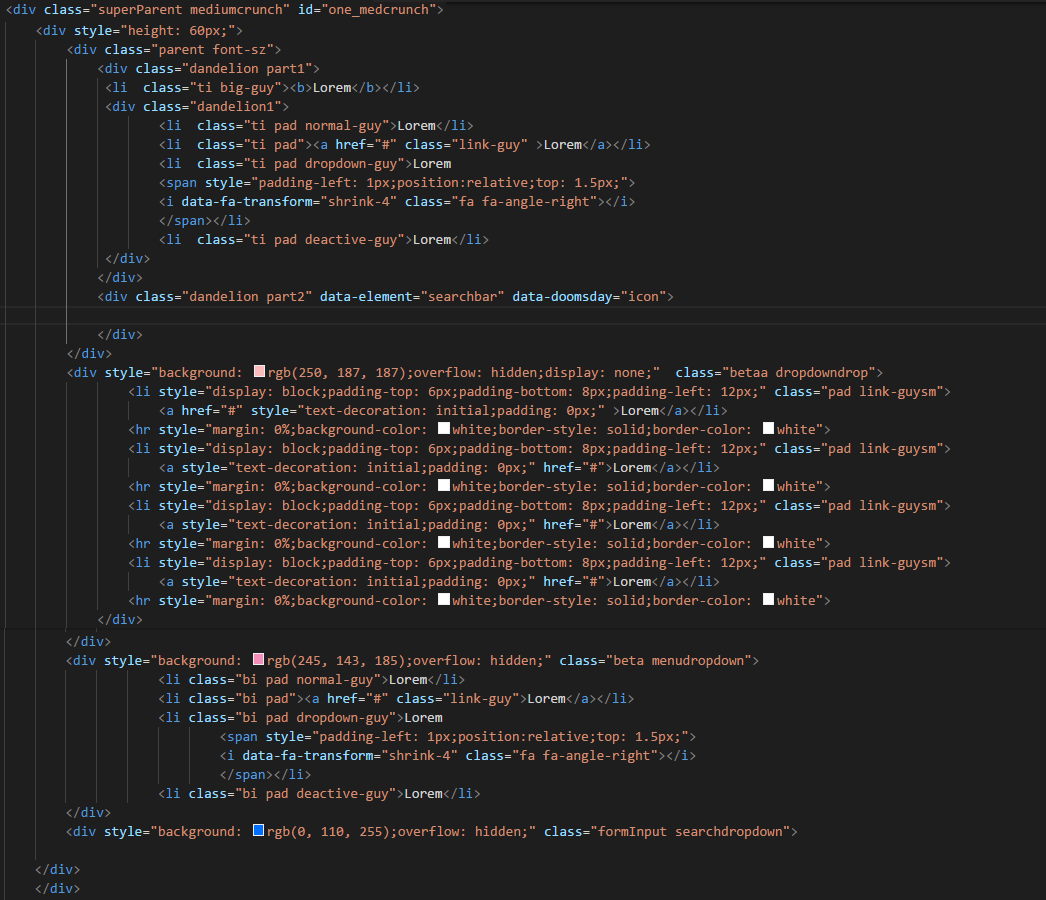 <div class="superParent mediumcrunch" id="one_medcrunch">
<div style="height: 60px;">
<div class="parent font-sz">
<div class="dandelion part1">
<li  class="ti big-guy"><b>Lorem</b></li>
<div class="dandelion1">
<li  class="ti pad normal-guy">Lorem</li>
<li  class="ti pad"><a href="#" class="link-guy" >Lorem</a></li>
<li  class="ti pad dropdown-guy">Lorem
<span style="padding-left: 1px;position:relative;top: 1.5px;">
<i data-fa-transform="shrink-4" class="fa fa-angle-right"></i>
</span></li>
<li  class="ti pad deactive-guy">Lorem</li>
</div>
</div>
<div class="dandelion part2" data-element="searchbar" data-doomsday="icon">
</div>
</div>
<div style="background: rgb(250, 187, 187);overflow: hidden;display: none;"  class="betaa dropdowndrop">
<li style="display: block;padding-top: 6px;padding-bottom: 8px;padding-left: 12px;" class="pad link-guysm">
<a href="#" style="text-decoration: initial;padding: 0px;" >Lorem</a></li>
<hr style="margin: 0%;background-color: white;border-style: solid;border-color: white">
<li style="display: block;padding-top: 6px;padding-bottom: 8px;padding-left: 12px;" class="pad link-guysm">
<a style="text-decoration: initial;padding: 0px;" href="#">Lorem</a></li>
<hr style="margin: 0%;background-color: white;border-style: solid;border-color: white">
<li style="display: block;padding-top: 6px;padding-bottom: 8px;padding-left: 12px;" class="pad link-guysm">
<a style="text-decoration: initial;padding: 0px;" href="#">Lorem</a></li>
<hr style="margin: 0%;background-color: white;border-style: solid;border-color: white">
<li style="display: block;padding-top: 6px;padding-bottom: 8px;padding-left: 12px;" class="pad link-guysm">
<a style="text-decoration: initial;padding: 0px;" href="#">Lorem</a></li>
<hr style="margin: 0%;background-color: white;border-style: solid;border-color: white">
</div>
</div>
<div style="background: rgb(245, 143, 185);overflow: hidden;" class="beta menudropdown">
<li class="bi pad normal-guy">Lorem</li>
<li class="bi pad"><a href="#" class="link-guy">Lorem</a></li>
<li class="bi pad dropdown-guy">Lorem
<span style="padding-left: 1px;position:relative;top: 1.5px;">
<i data-fa-transform="shrink-4" class="fa fa-angle-right"></i>
</span></li>
<li class="bi pad deactive-guy">Lorem</li>
</div>
<div style="background: rgb(0, 110, 255);overflow: hidden;" class="formInput searchdropdown">
</div>
</div>